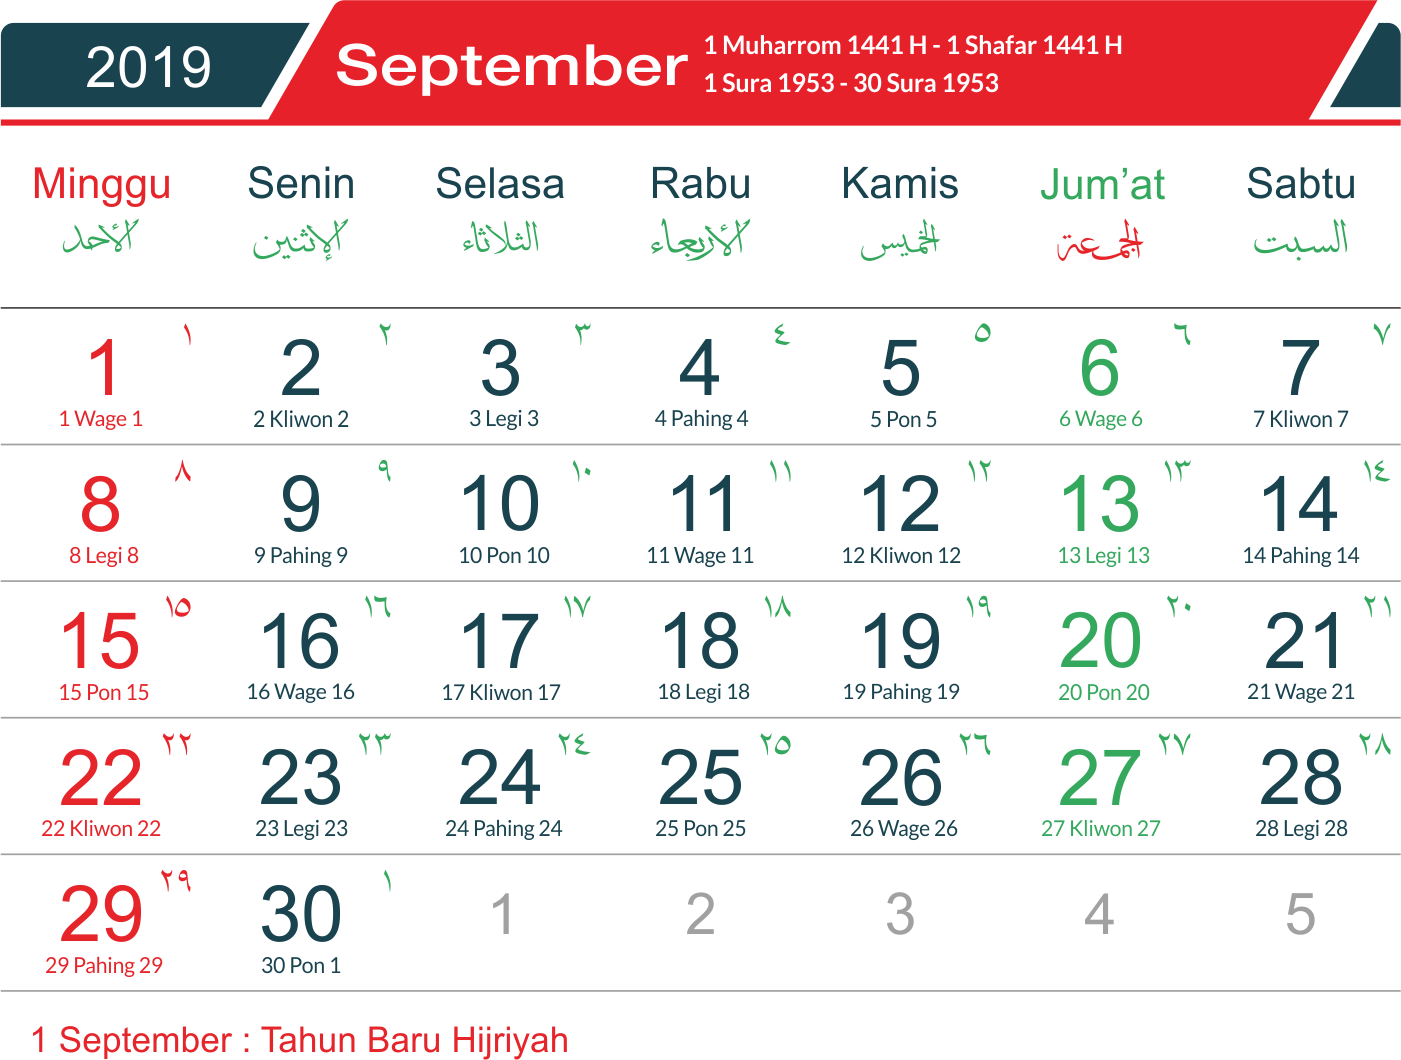 2019
September
1 Muharrom 1441 H - 1 Shafar 1441 H
1 Sura 1953 - 30 Sura 1953
Minggu Senin Selasa Rabu Kamis Jum’at Sabtu
الأحد الإثنين الثلاثاء الأربعاء الخميس الجمعة السبت
١ ٢ ٣ ٤ ٥ ٦ ٧
1 2 3 4 5 6 7
1 Wage 1 2 Kliwon 2 3 Legi 3 4 Pahing 4 5 Pon 5 6 Wage 6 7 Kliwon 7
٨ ٩ ١٠ ١١ ١٢ ١٣ ١٤
8 9 10 11 12 13 14
8 Legi 8 9 Pahing 9 10 Pon 10 11 Wage 11 12 Kliwon 12 13 Legi 13 14 Pahing 14
١٥ ١٦ ١٧ ١٨ ١٩ ٢٠ ٢١
15 16 17 18 19 20 21
15 Pon 15 16 Wage 16 17 Kliwon 17 18 Legi 18 19 Pahing 19 20 Pon 20 21 Wage 21
٢٢ ٢٣ ٢٤ ٢٥ ٢٦ ٢٧ ٢٨
22 23 24 25 26 27 28
22 Kliwon 22 23 Legi 23 24 Pahing 24 25 Pon 25 26 Wage 26 27 Kliwon 27 28 Legi 28
٢٩ ١
29 30 1 2 3 4 5
29 Pahing 29 30 Pon 1
1 September : Tahun Baru Hijriyah